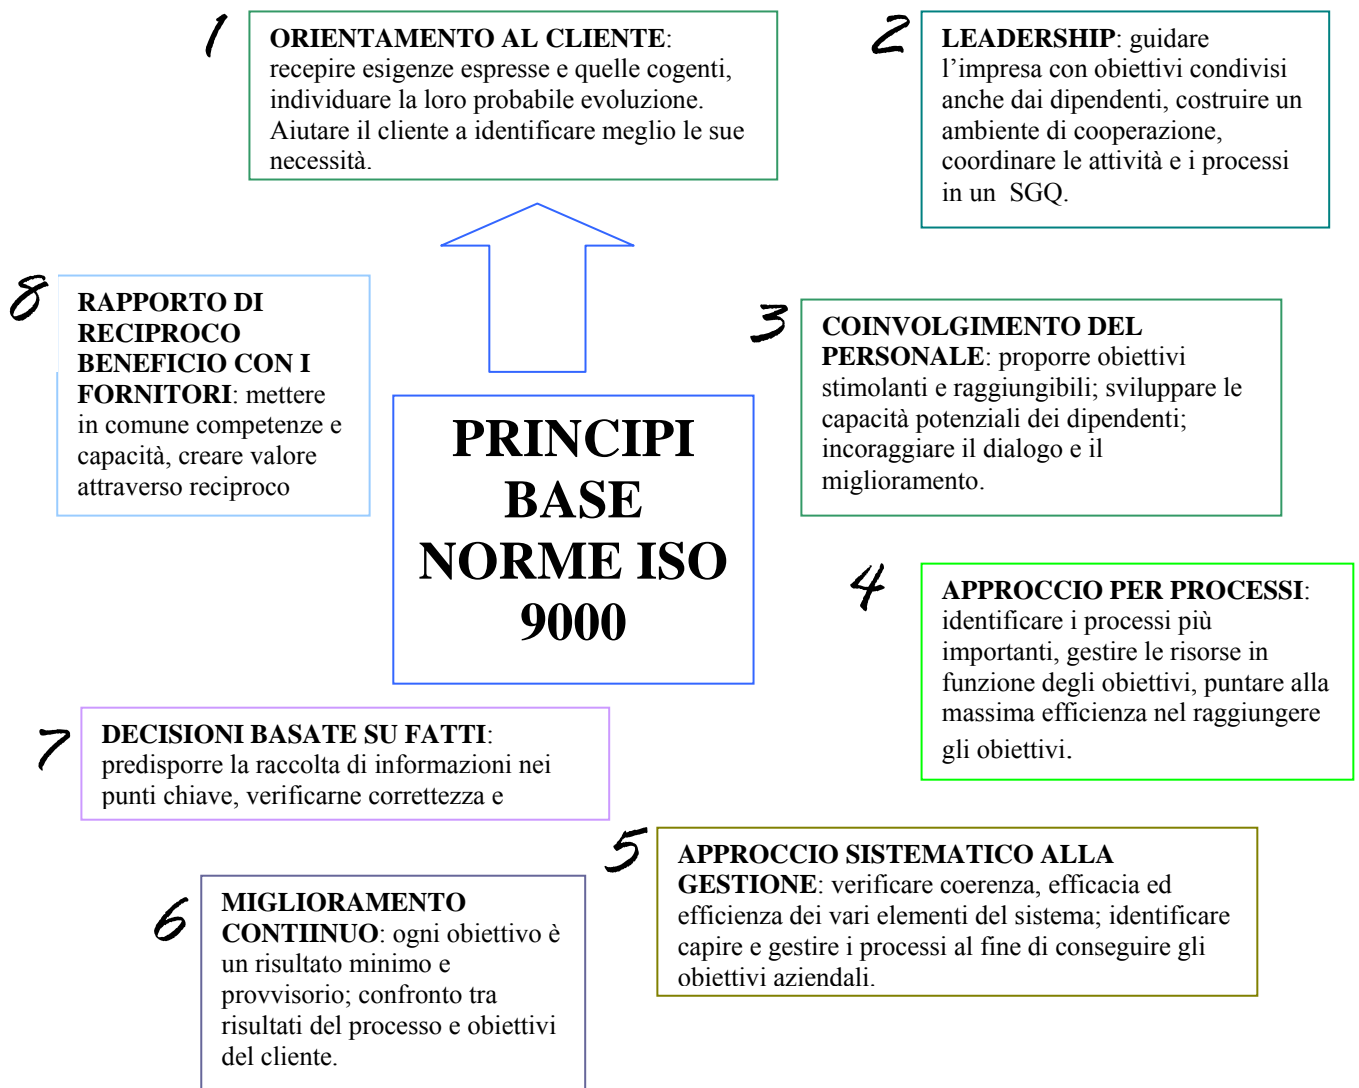 1
ORIENTAMENTO AL CLIENTE:
recepire esigenze espresse e quelle cogenti,
individuare la loro probabile evoluzione.
Aiutare il cliente a identificare meglio le sue
necessità.
2
LEADERSHIP: guidare
l’impresa con obiettivi condivisi
anche dai dipendenti, costruire un
ambiente di cooperazione,
coordinare le attività e i processi
in un SGQ.
8
RAPPORTO DI
RECIPROCO
BENEFICIO CON I
FORNITORI: mettere
in comune competenze e
capacità, creare valore
attraverso reciproco
3
COINVOLGIMENTO DEL
PERSONALE: proporre obiettivi
stimolanti e raggiungibili; sviluppare le
capacità potenziali dei dipendenti;
incoraggiare il dialogo e il
miglioramento.
PRINCIPI
BASE
NORME ISO
9000
4
APPROCCIO PER PROCESSI:
identificare i processi più
importanti, gestire le risorse in
funzione degli obiettivi, puntare alla
massima efficienza nel raggiungere
gli obiettivi.
7
DECISIONI BASATE SU FATTI:
predisporre la raccolta di informazioni nei
punti chiave, verificarne correttezza e
5
APPROCCIO SISTEMATICO ALLA
GESTIONE: verificare coerenza, efficacia ed
efficienza dei vari elementi del sistema; identificare
capire e gestire i processi al fine di conseguire gli
obiettivi aziendali.
6
MIGLIORAMENTO
CONTIINUO: ogni obiettivo è
un risultato minimo e
provvisorio; confronto tra
risultati del processo e obiettivi
del cliente.